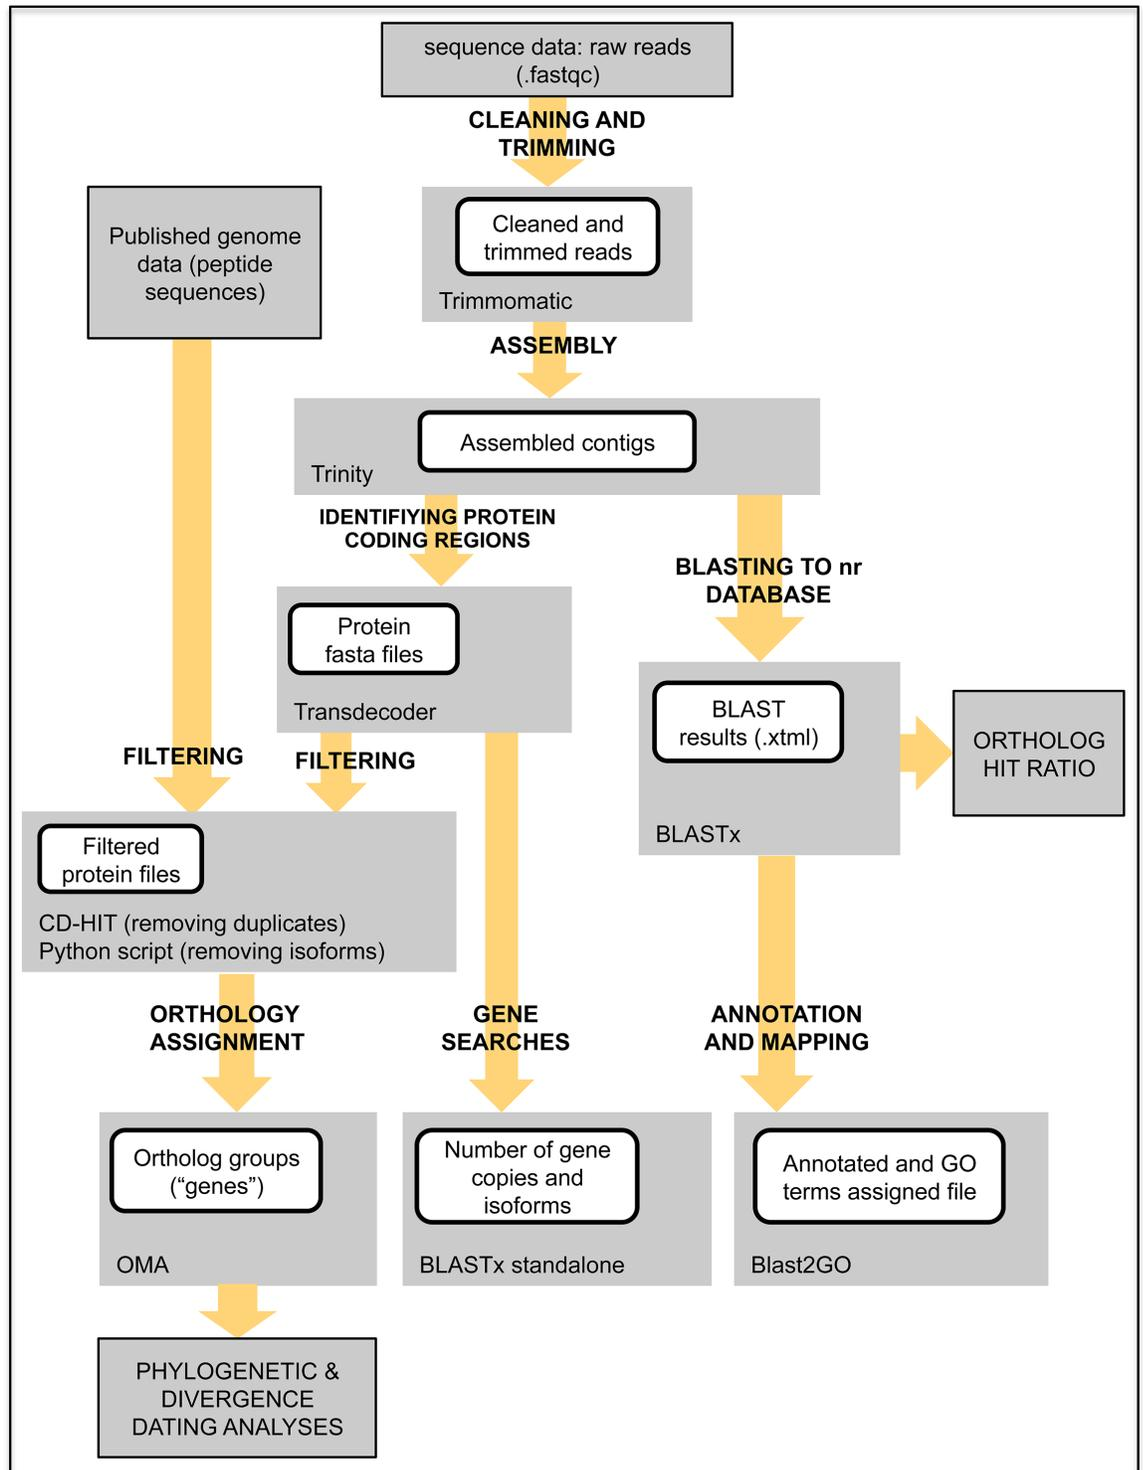 sequence data: raw reads
(.fastqc)
CLEANING AND
TRIMMING
Published genome
data (peptide
sequences)
Cleaned and
trimmed reads
Trimmomatic
ASSEMBLY
Assembled contigs
Trinity
IDENTIFIYING PROTEIN
CODING REGIONS
BLASTING TO nr
DATABASE
Protein
fasta files
Transdecoder
BLAST
results (.xtml)
BLASTx
ORTHOLOG
HIT RATIO
FILTERING
FILTERING
Filtered
protein files
CD-HIT (removing duplicates)
Python script (removing isoforms)
ORTHOLOGY
ASSIGNMENT
GENE
SEARCHES
ANNOTATION
AND MAPPING
Ortholog groups
(“genes”)
OMA
Number of gene
copies and
isoforms
BLASTx standalone
Annotated and GO
terms assigned file
Blast2GO
PHYLOGENETIC &
DIVERGENCE
DATING ANALYSES